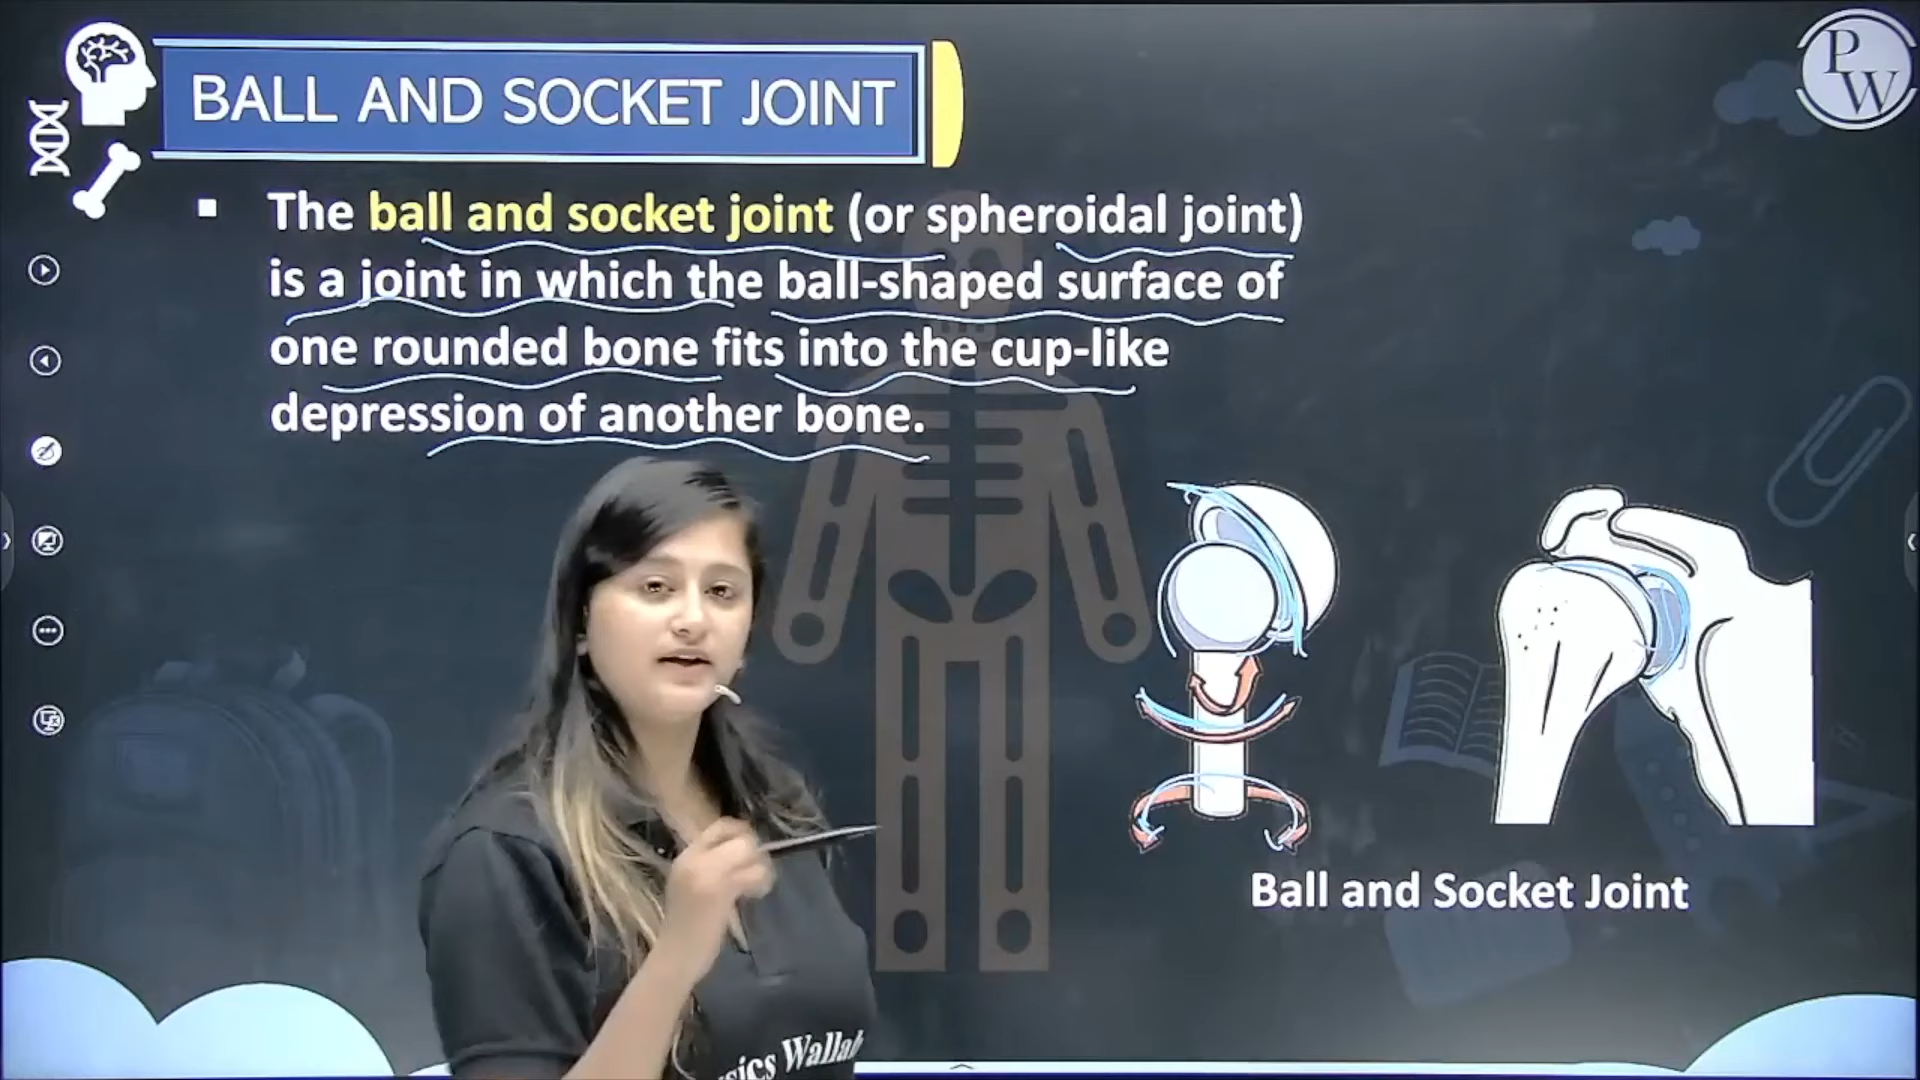 BALL AND SOCKET JOINT
PW
The ball and socket joint (or spheroidal joint)
is a joint in which the ball-shaped surface of
one rounded bone fits into the cup-like
depression of another bone.
Ball and Socket Joint
sics Wallah